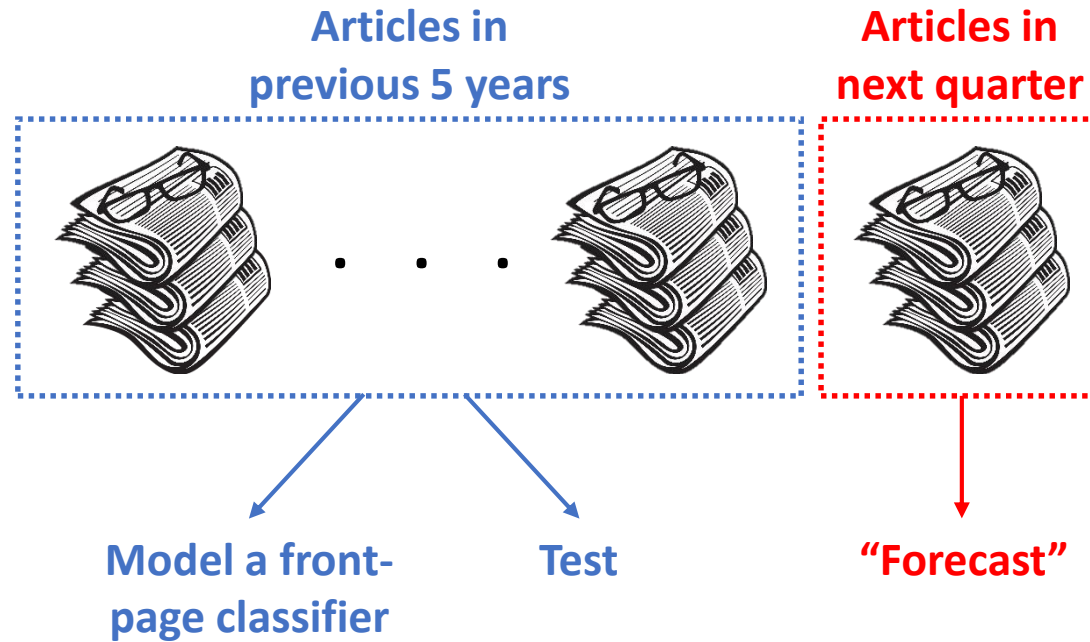 Articles in
previous 5 years
Articles in
next quarter
Model a front-
page classifier
Test
“Forecast”